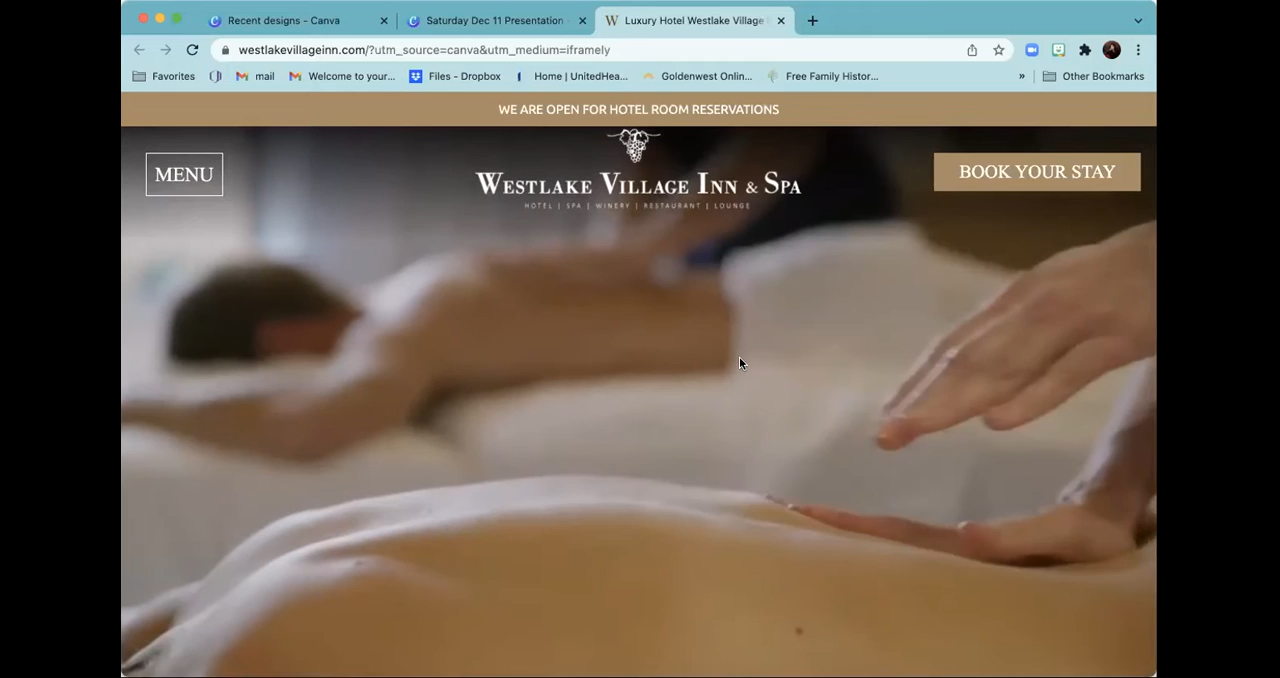 Recent designs - Canva
Saturday Dec 11 Presentation -
Luxury Hotel Westlake Village
westlakevillageinn.com/?utm_source=canva&utm_medium=iframely
Favorites
mail
Welcome to your...
Files - Dropbox
Home | UnitedHea...
Goldenwest Onlin...
Free Family Histor...
» Other Bookmarks
WE ARE OPEN FOR HOTEL ROOM RESERVATIONS
MENU
WESTLAKE VILLAGE INN & SPA
HOTEL | SPA | WINERY | RESTAURANT | LOUNGE
BOOK YOUR STAY